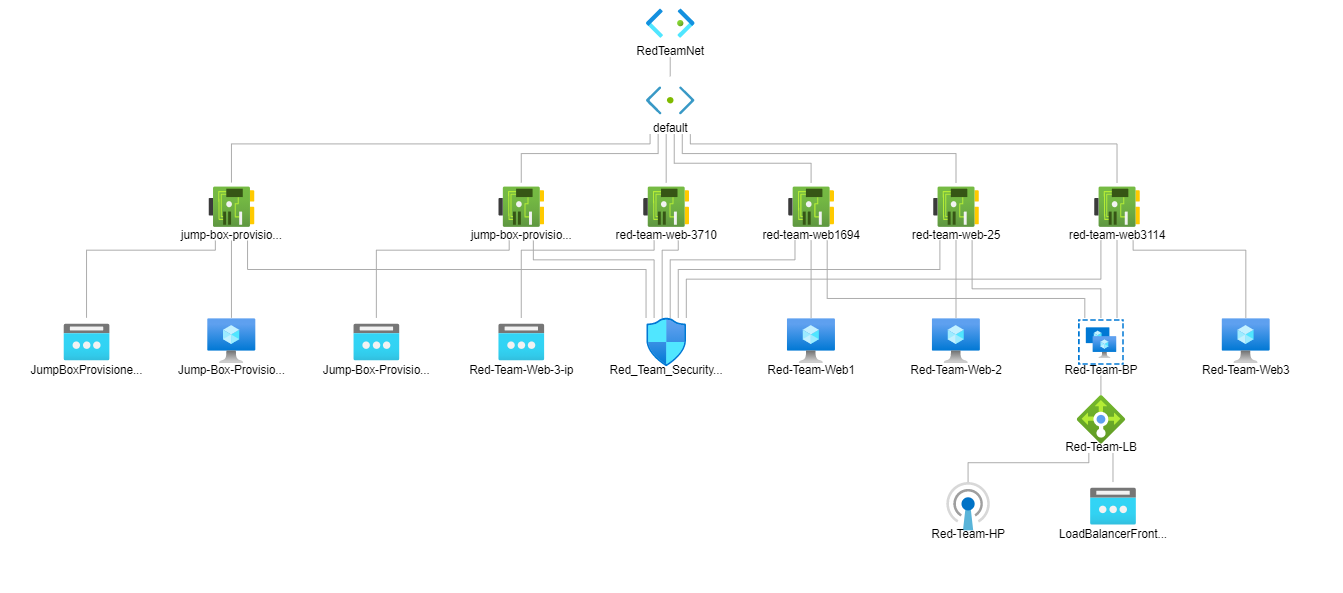 RedTeamNet
default
jump-box-provisio...
jump-box-provisio...
red-team-web-3710
red-team-web1694
red-team-web-25
red-team-web3114
JumpBoxProvisione...
Jump-Box-Provisio...
Jump-Box-Provisio...
Red-Team-Web-3-ip
Red_Team_Security...
Red-Team-Web1
Red-Team-Web-2
Red-Team-BP
Red-Team-Web3
Red-Team-LB
Red-Team-HP
LoadBalancerFront...